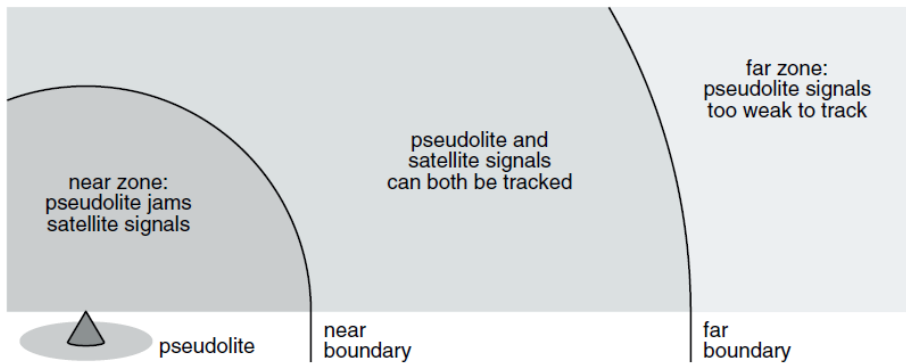 near zone:
pseudolite jams
satellite signals
pseudolite and
satellite signals
can both be tracked
far zone:
pseudolite signals
too weak to track
pseudolite
near
boundary
far
boundary